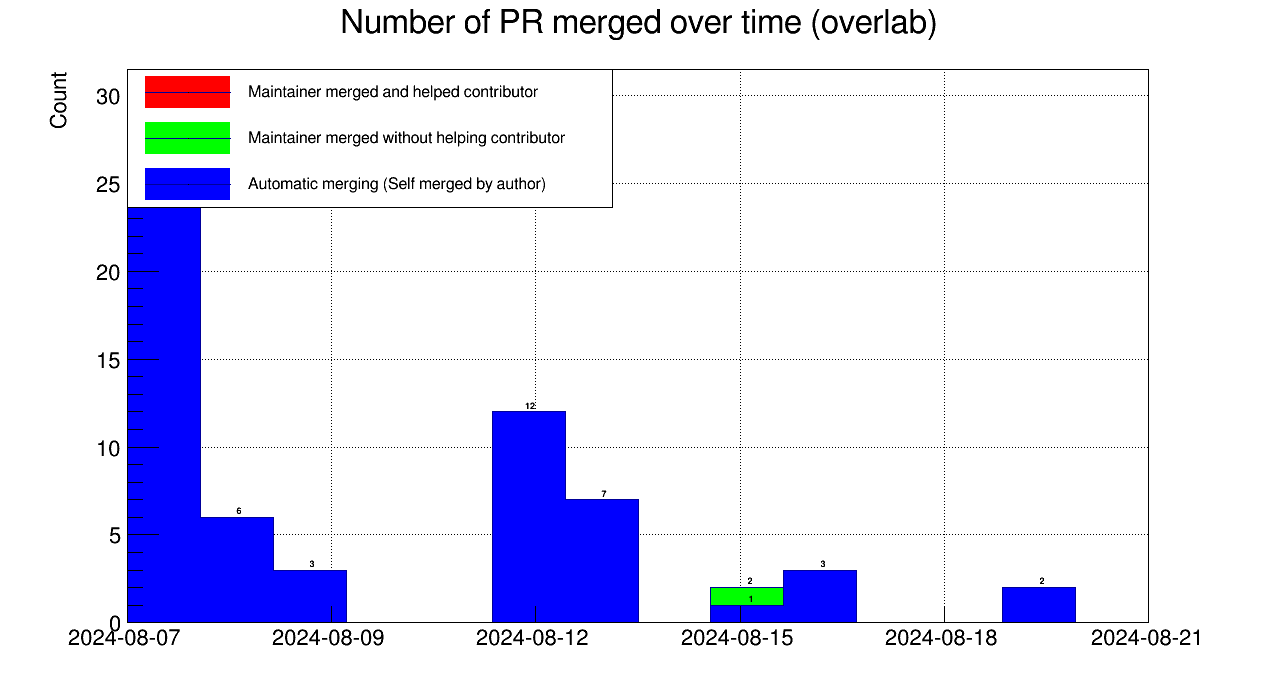 Number of PR merged over time (overlab)
Count
Maintainer merged and helped contributor
Maintainer merged without helping contributor
Automatic merging (Self merged by author)
30
25
20
15
10
5
0
6
3
12
7
2
1
3
2
2024-08-07 2024-08-09 2024-08-12 2024-08-15 2024-08-18 2024-08-21